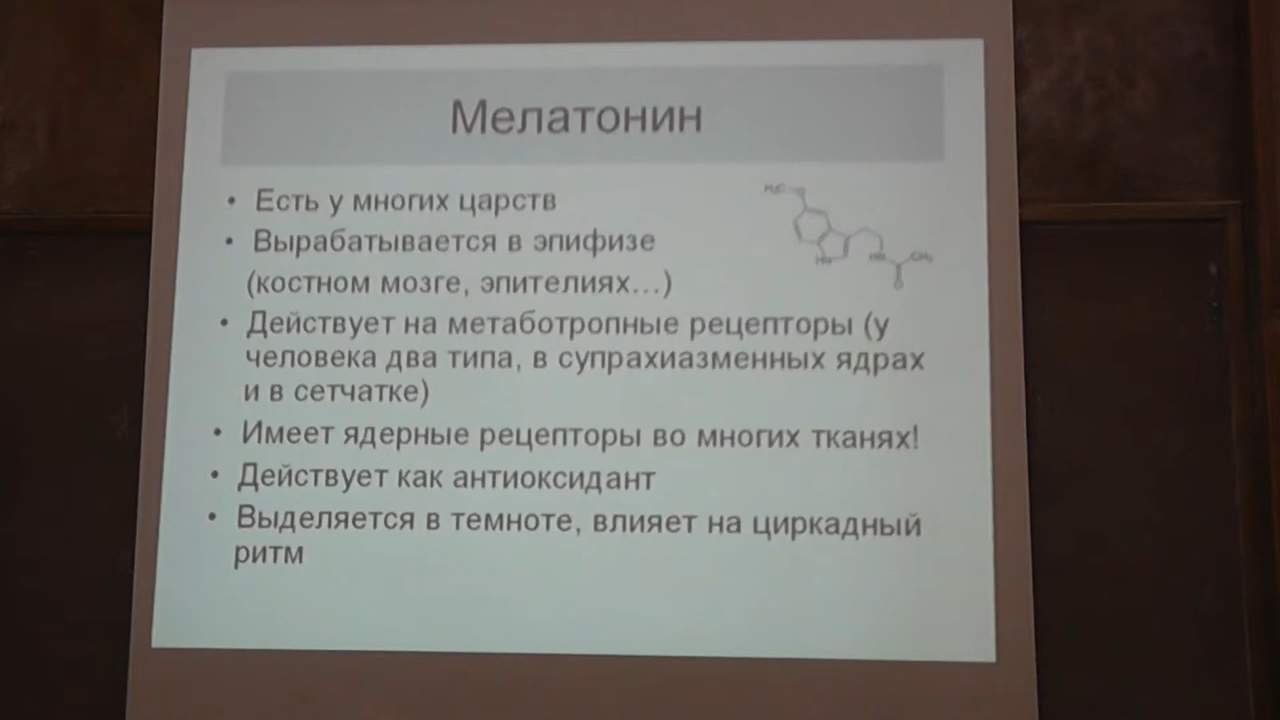 Мелатонин
• Есть у многих царств
• Вырабатывается в эпифизе
(костном мозге, эпителиях...)
• Действует на метаботропные рецепторы (у
человека два типа, в супрахиазменных ядрах
и в сетчатке)
• Имеет ядерные рецепторы во многих тканях!
• Действует как антиоксидант
• Выделяется в темноте, влияет на циркадный
ритм